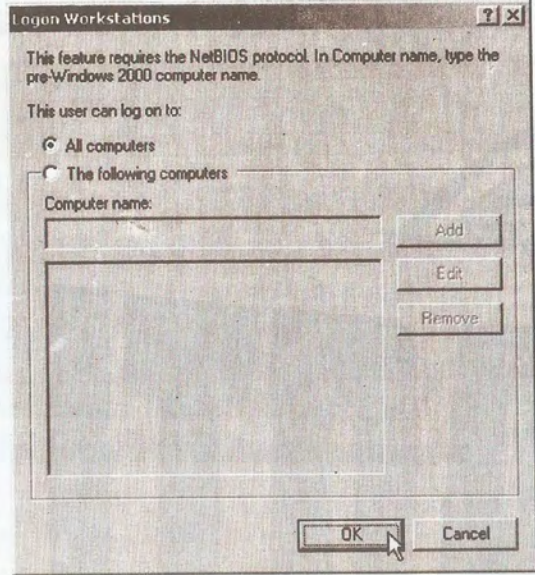 Logon Workstations
This feature requires the NetBIOS protocol. In Computer name, type the
pre-Windows 2000 computer name.
This user can log on to:
All computers
The following computers
Computer name:
Add
Edit
Remove
OK
Cancel